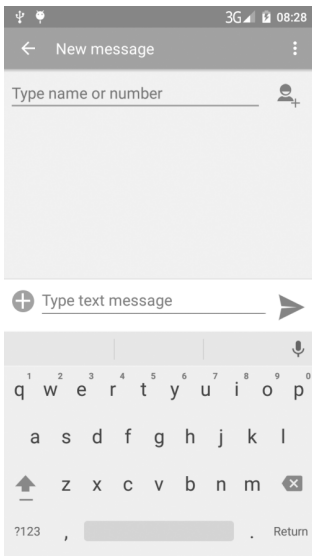 3G 08:28
New message
Type name or number
Type text message
1 2 3 4 5 6 7 8 9 0
q w e r t y u i o p
a s d f g h j k l
z x c v b n m
?123 , . Return